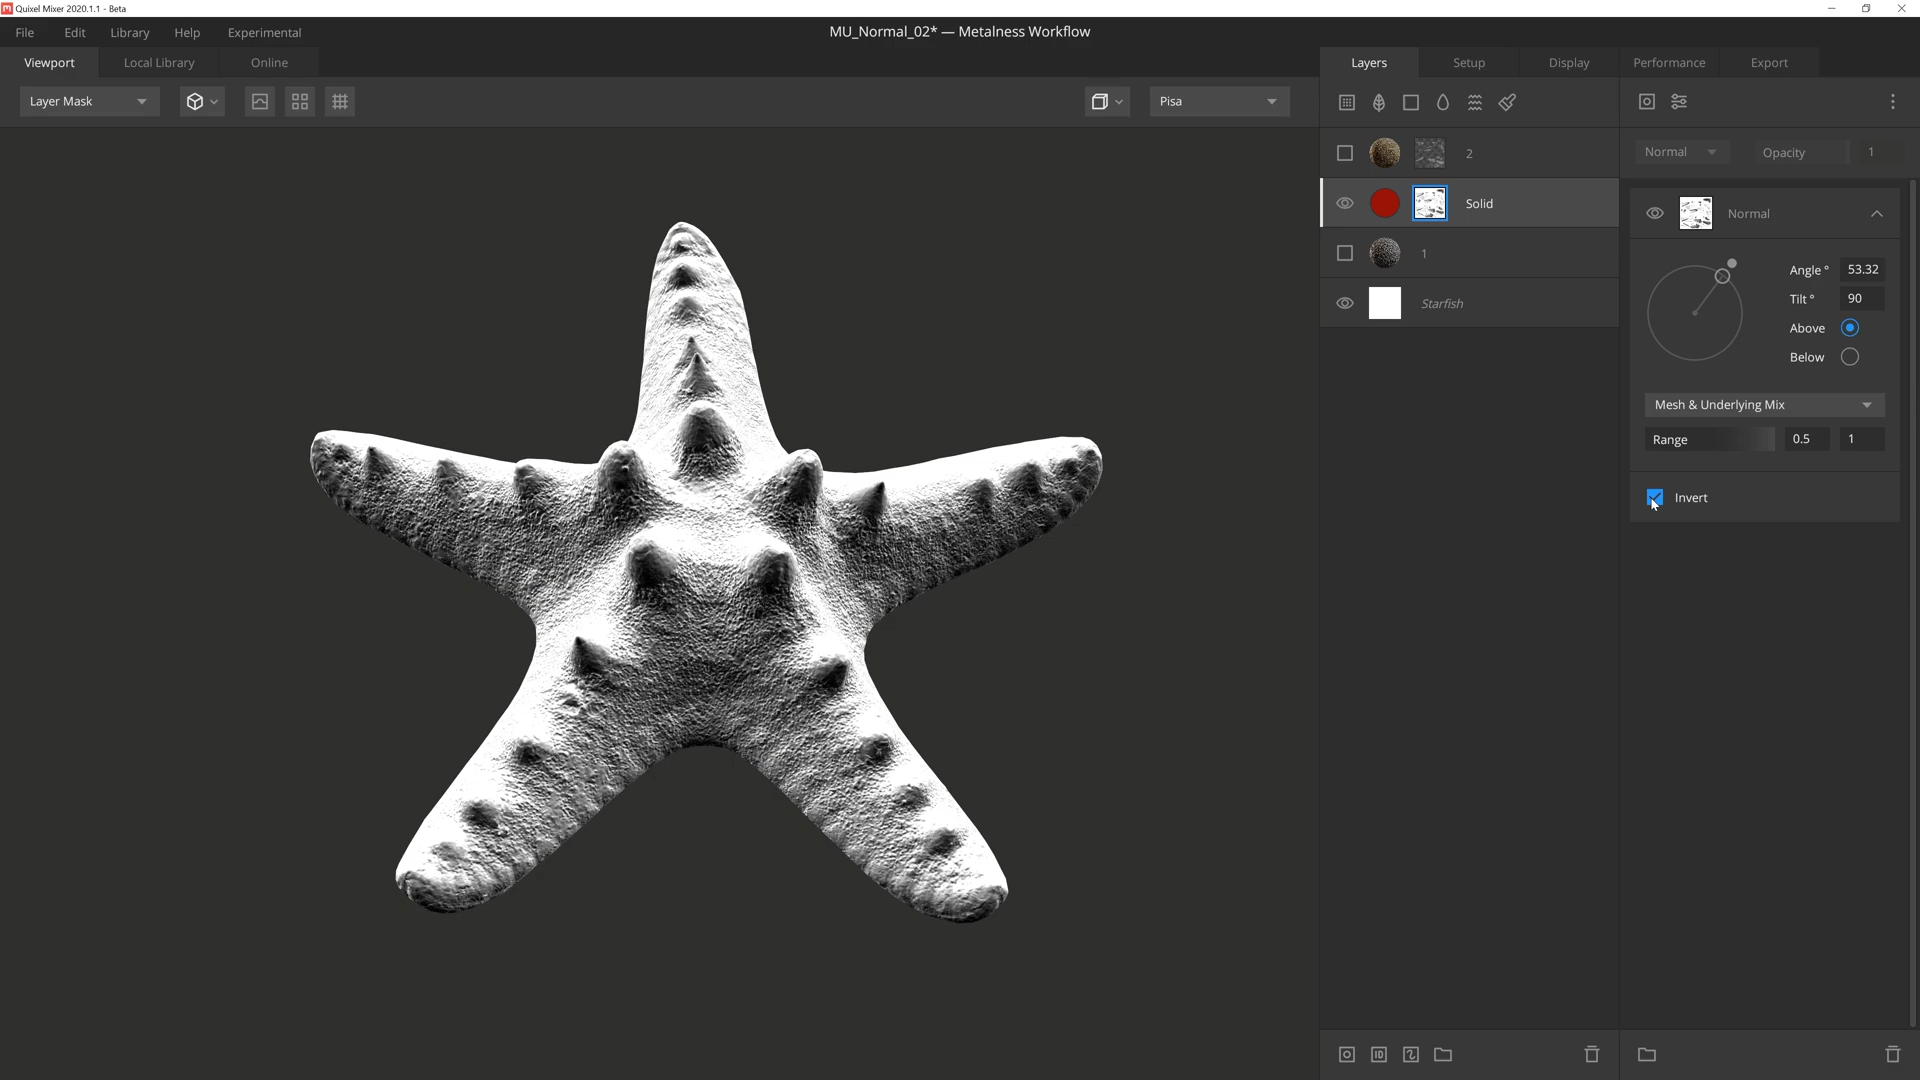 Quixel Mixer 2020.1.1 - Beta
File Edit Library Help Experimental
MU_Normal_02* — Metalness Workflow
Viewport Local Library Online
Layers Setup Display Performance Export
Layer Mask
Pisa
2
Solid
1
Starfish
Normal Opacity 1
Normal
Angle ° 53.32
Tilt ° 90
Above
Below
Mesh & Underlying Mix
Range 0.5 1
Invert
ID